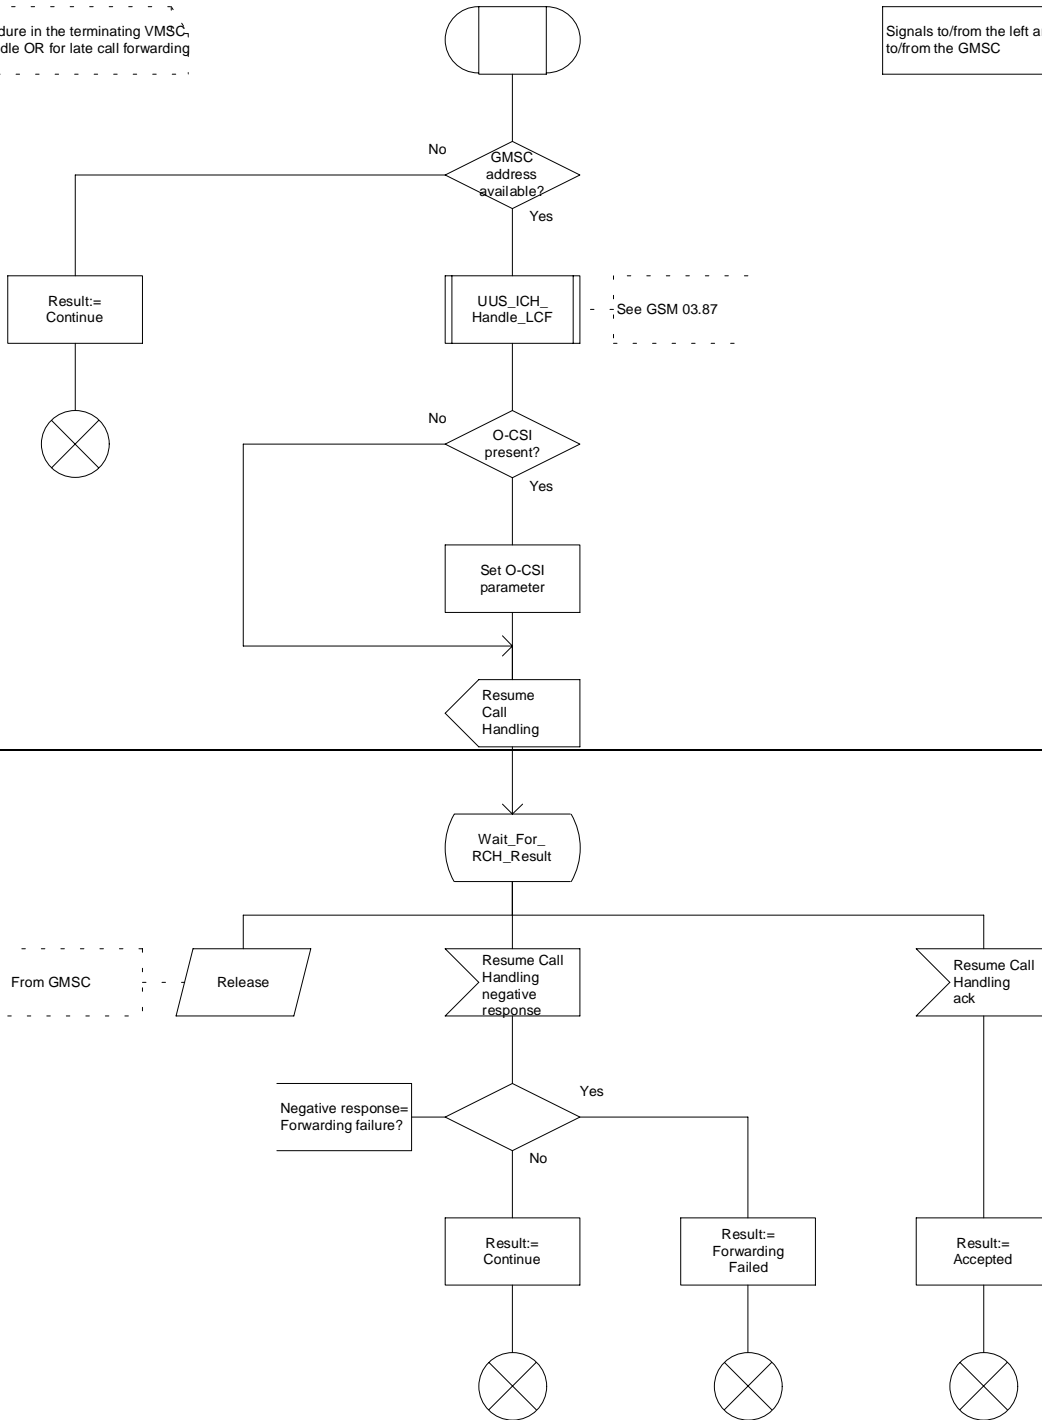 dure in the terminating VMSC,
dle OR for late call forwarding
Signals to/from the left a
to/from the GMSC
No
GMSC
address
available?
Yes
Result:=
Continue
UUS_ICH_
Handle_LCF
See GSM 03.87
No
O-CSI
present?
Yes
Set O-CSI
parameter
Resume
Call
Handling
Wait_For_
RCH_Result
From GMSC
Release
Resume Call
Handling
negative
response
Resume Call
Handling
ack
Negative response=
Forwarding failure?
Yes
No
Result:=
Continue
Result:=
Forwarding
Failed
Result:=
Accepted